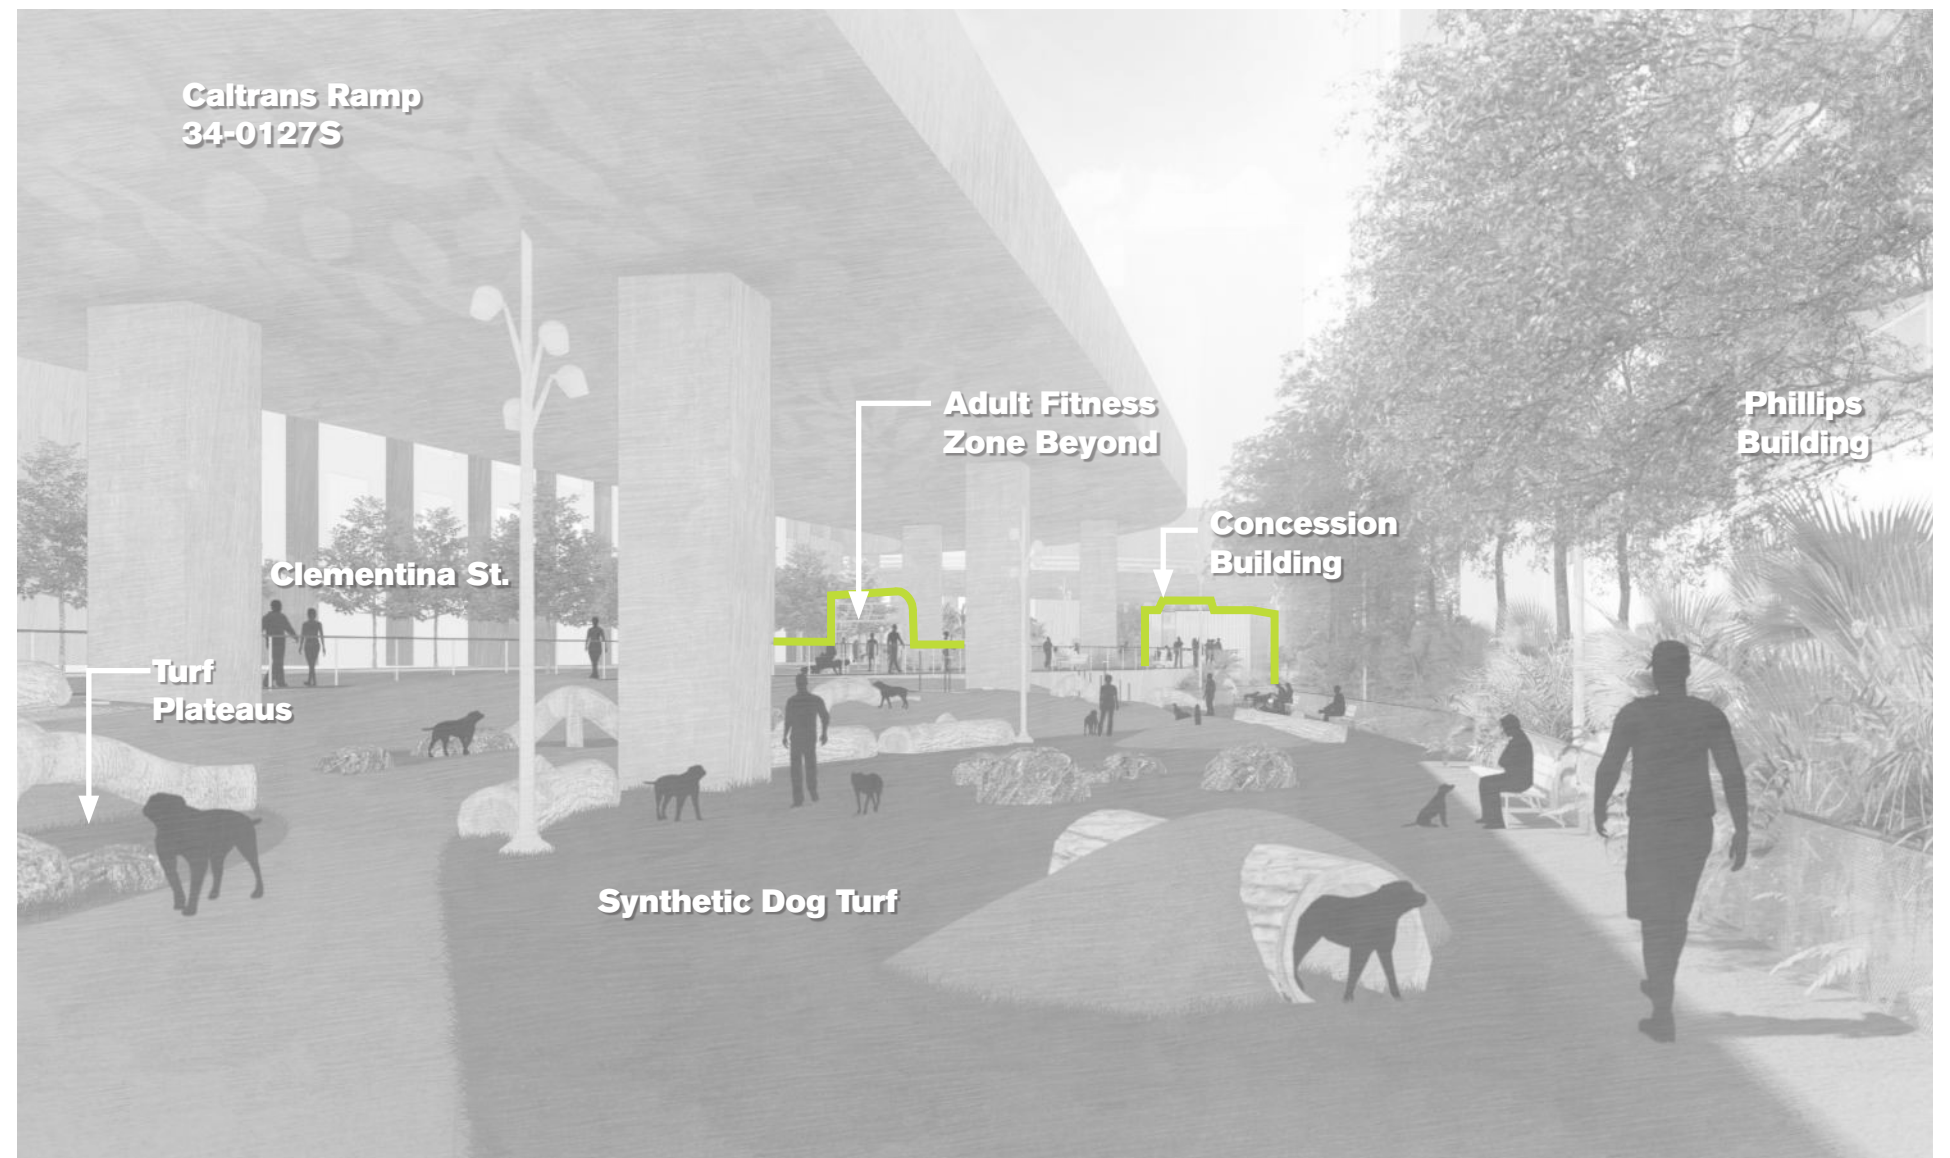 Caltrans Ramp
34-0127S
Adult Fitness
Zone Beyond
Phillips
Building
Concession
Building
Clementina St.
Turf
Plateaus
Synthetic Dog Turf